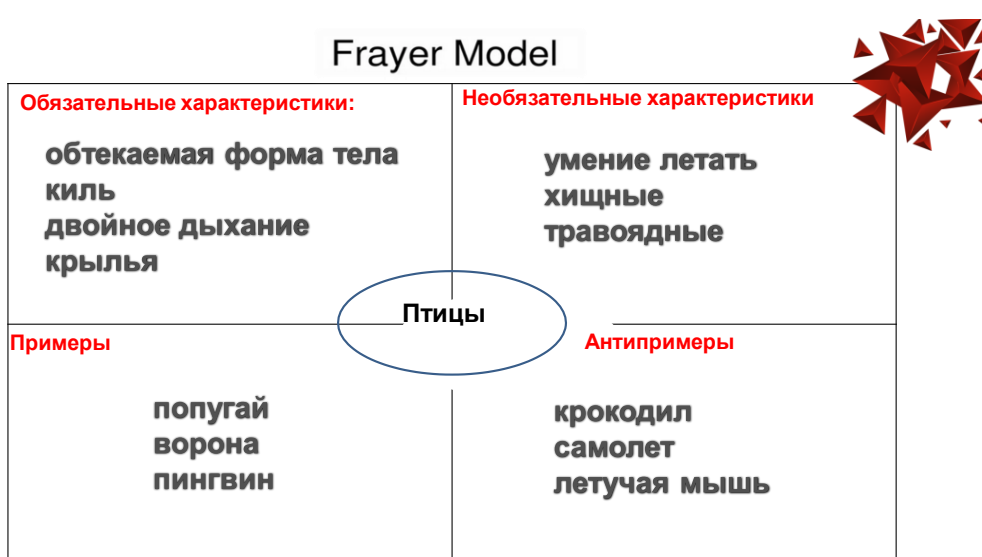 Frayer Model
Обязательные характеристики:
обтекаемая форма тела
киль
двойное дыхание
крылья
Необязательные характеристики
умение летать
хищные
травоядные
Птицы
Примеры
попугай
ворона
пингвин
Антипримеры
крокодил
самолет
летучая мышь